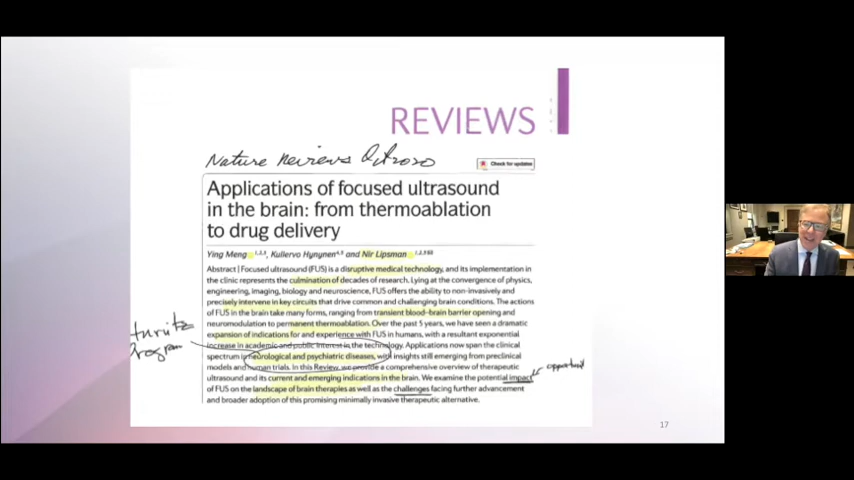 REVIEWS
Nature Reviews Oct 2020
Check for updates
Applications of focused ultrasound
in the brain: from thermoablation
to drug delivery
Ying Meng 1,2,3, Kullervo Hynynen4,5 and Nir Lipsman 1,2,3
Abstract | Focused ultrasound (FUS) is a disruptive medical technology, and its implementation in
the clinic represents the culmination of decades of research. Lying at the convergence of physics,
engineering, imaging, biology and neuroscience, FUS offers the ability to non-invasively and
precisely intervene in key circuits that drive common and challenging brain conditions. The actions
of FUS in the brain take many forms, ranging from transient blood–brain barrier opening and
neuromodulation to permanent thermoablation. Over the past 5 years, we have seen a dramatic
expansion of indications for and experience with FUS in humans, with a resultant exponential
increase in academic and public interest in the technology. Applications now span the clinical
spectrum in neurological and psychiatric diseases, with insights still emerging from preclinical
models and human trials. In this Review, we provide a comprehensive overview of therapeutic
ultrasound and its current and emerging indications in the brain. We examine the potential impact
of FUS on the landscape of brain therapies as well as the challenges facing further advancement
and broader adoption of this promising minimally invasive therapeutic alternative.
Program
17